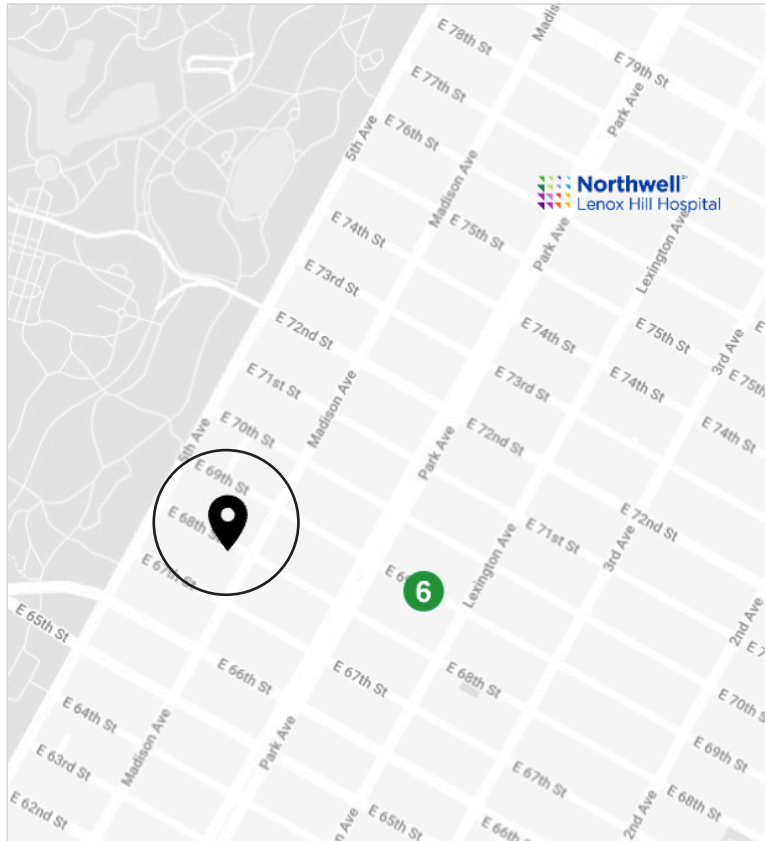 E 78th St
E 79th St
E 77th St
Park Ave
5th Ave
E 76th St
Madison Ave
Northwell
Lenox Hill Hospital
E 74th St
E 75th St
Park Ave
Lexington Ave
E 73rd St
E 72nd St
E 74th St
E 75th St
3rd Ave
E 71st St
E 73rd St
E 74th St
E 75th
Madison Ave
E 70th St
5th Ave
Park Ave
E 72nd St
E 74th St
E 69th St
E 68th
E 72nd St
E 71st St
3rd Ave
Lexington Ave
E 67th St
6
E 65th St
2nd Ave
E 66th St
E 67th St
E 68th St
E 70th S
E 64th St
Madison Ave
Park Ave
E 69th St
E 63rd St
E 67th St
E 68th St
E 62nd St
E 65th St
E 66th
2nd Ave